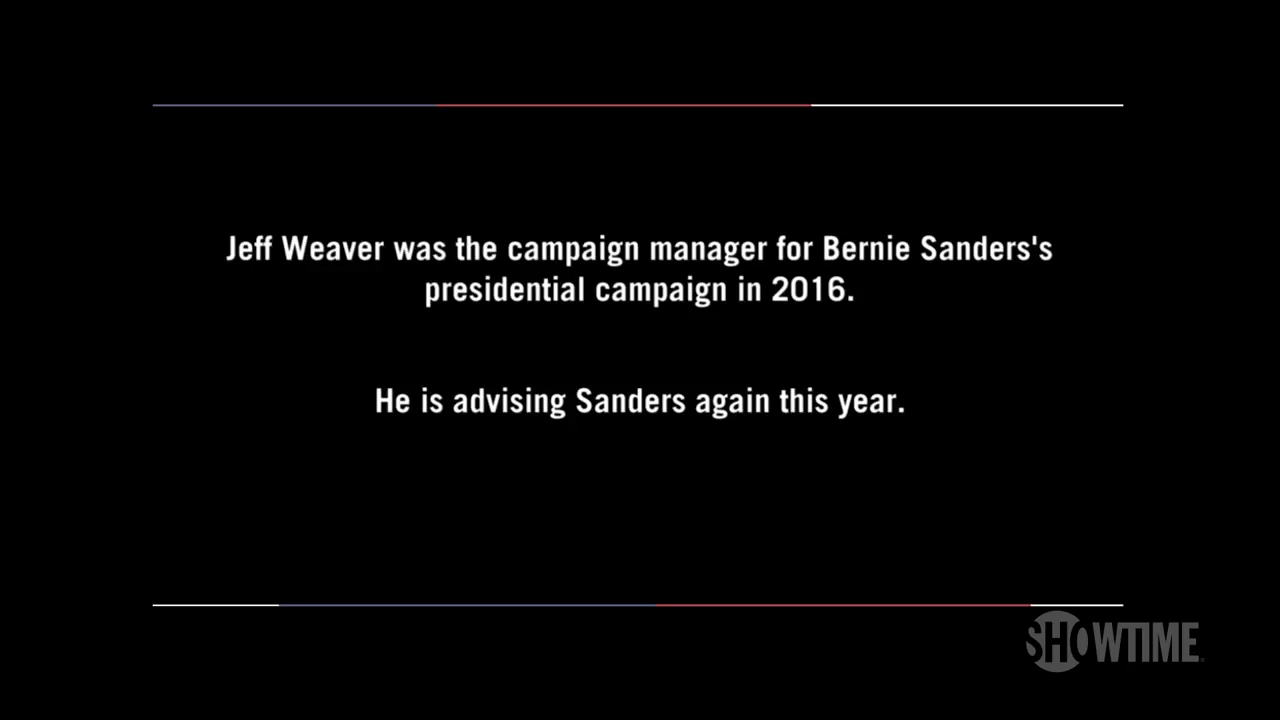 Jeff Weaver was the campaign manager for Bernie Sanders's
presidential campaign in 2016.
He is advising Sanders again this year.
SHOWTIME